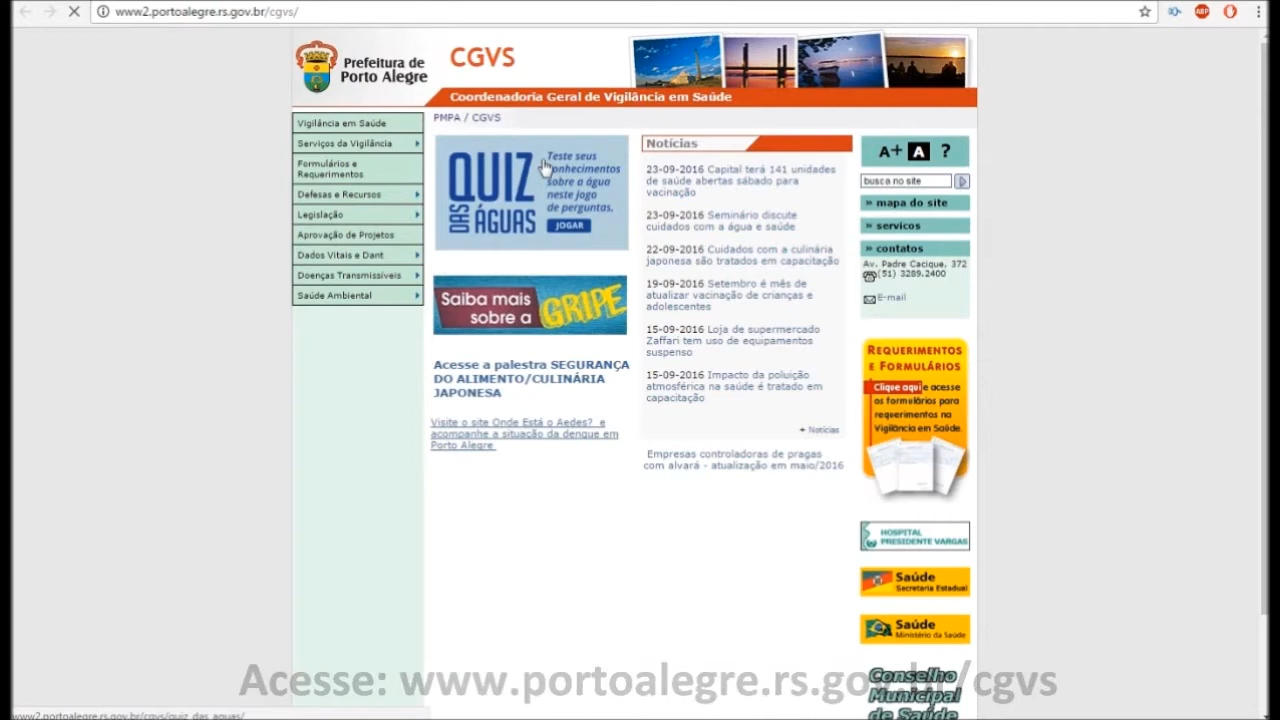 www2.portoalegre.rs.gov.br/cgvs/
ABP
Prefeitura de
Porto Alegre
CGVS
Coordenadoria Geral de Vigilância em Saúde
PMPA / CGVS
Vigilância em Saúde
Serviços da Vigilância
Formulários e
Requerimentos
Defesas e Recursos
Legislação
Aprovação de Projetos
Dados Vitais e Dant
Doenças Transmissíveis
Saúde Ambiental
QUIZ
DAS
ÁGUAS
Teste seus
conhecimentos
sobre a água
neste jogo
de perguntas.
JOGAR
Saiba mais
sobre a
GRIPE
Acesse a palestra SEGURANÇA
DO ALIMENTO/CULINÁRIA
JAPONESA
Visite o site Onde Está o Aedes? e
acompanhe a situação da dengue em
Porto Alegre
Notícias
23-09-2016 Capital terá 141 unidades
de saúde abertas sábado para
vacinação
23-09-2016 Seminário discute
cuidados com a água e saúde
22-09-2016 Cuidados com a culinária
japonesa são tratados em capacitação
19-09-2016 Setembro é mês de
atualizar vacinação de crianças e
adolescentes
15-09-2016 Loja de supermercado
Zaffari tem uso de equipamentos
suspenso
15-09-2016 Impacto da poluição
atmosférica na saúde é tratado em
capacitação
+ Notícias
Empresas controladoras de pragas
com alvará - atualização em maio/2016
A+ A ?
busca no site
» mapa do site
» servicos
» contatos
Av. Padre Cacique, 372
(51) 3289.2400
E-mail
REQUERIMENTOS
E FORMULÁRIOS
Clique aqui e acesse
os formulários para
requerimentos na
Vigilância em Saúde.
HOSPITAL
PRESIDENTE VARGAS
Saúde
Secretaria Estadual
Saúde
Ministério da Saúde
Conselho
Municipal
de Saúde
Acesse: www.portoalegre.rs.gov.br/cgvs
www2.portoalegre.rs.gov.br/cgvs/quiz_das_aguas/